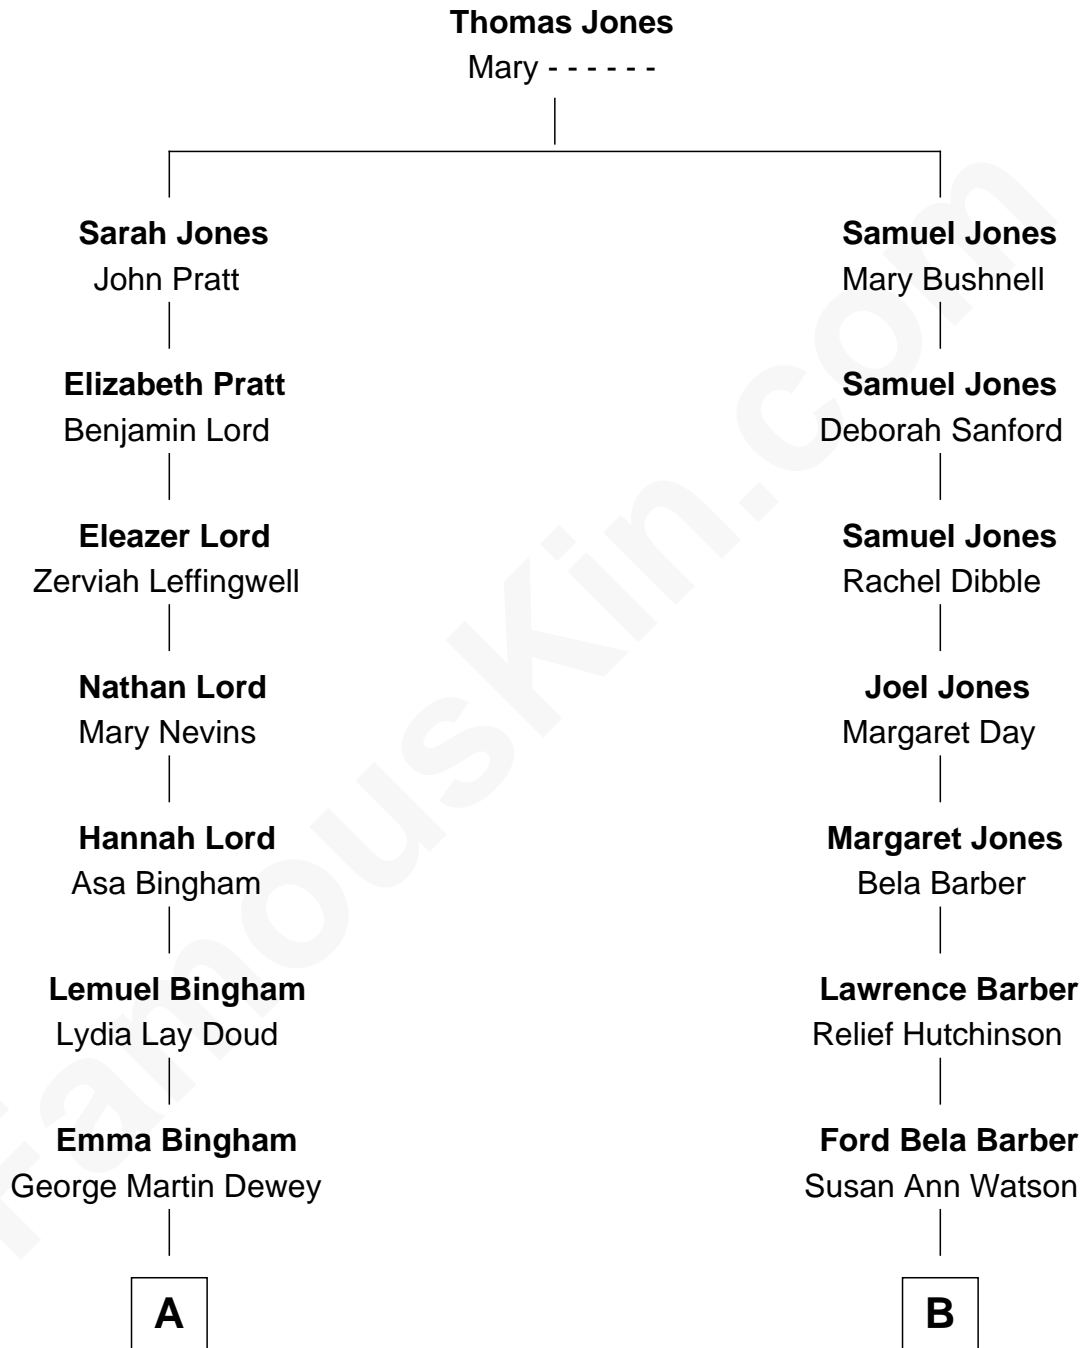 Thomas Jones
Mary - - - - - -
Sarah Jones
John Pratt
Samuel Jones
Mary Bushnell
Elizabeth Pratt
Benjamin Lord
Samuel Jones
Deborah Sanford
Eleazer Lord
Zerviah Leffingwell
Samuel Jones
Rachel Dibble
Nathan Lord
Mary Nevins
Joel Jones
Margaret Day
Hannah Lord
Asa Bingham
Margaret Jones
Bela Barber
Lemuel Bingham
Lydia Lay Doud
Lawrence Barber
Relief Hutchinson
Emma Bingham
George Martin Dewey
Ford Bela Barber
Susan Ann Watson
A
B
FamousKin.com